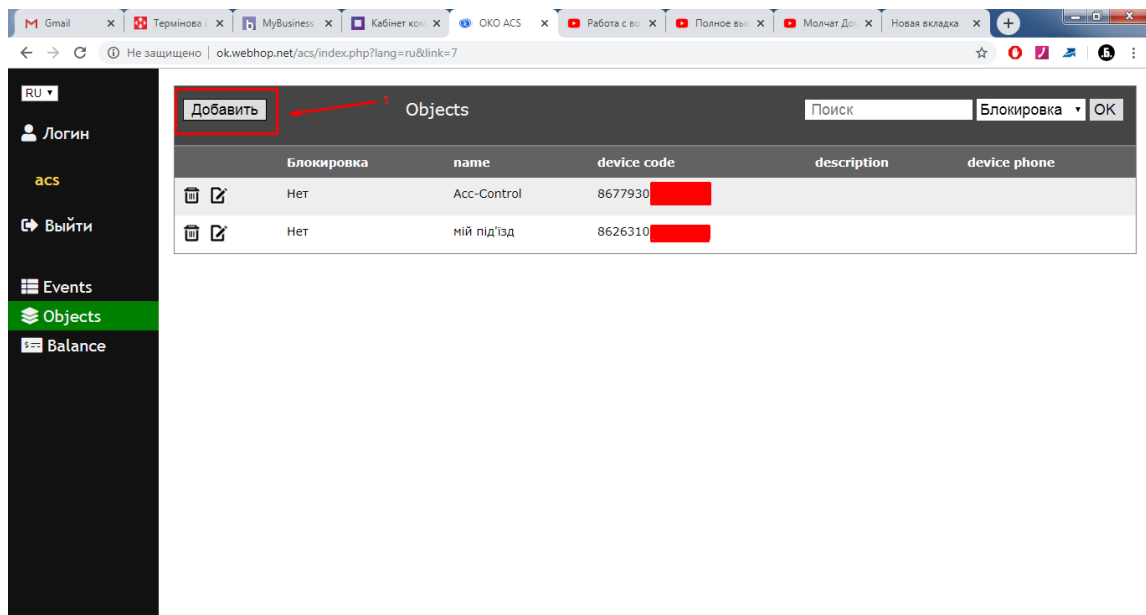 Gmail
Термінова
MyBusiness
Кабінет ком
OKO ACS
Работа с во
Полное выс
Молчат До
Новая вкладка
Не защищено | ok.webhop.net/acs/index.php?lang=ru&link=7
RU
Логин
acs
Выйти
Events
Objects
Balance
Добавить
1
Objects
Поиск
Блокировка
OK
Блокировка name device code description device phone
Нет Acc-Control 8677930
Нет мій під'їзд 8626310